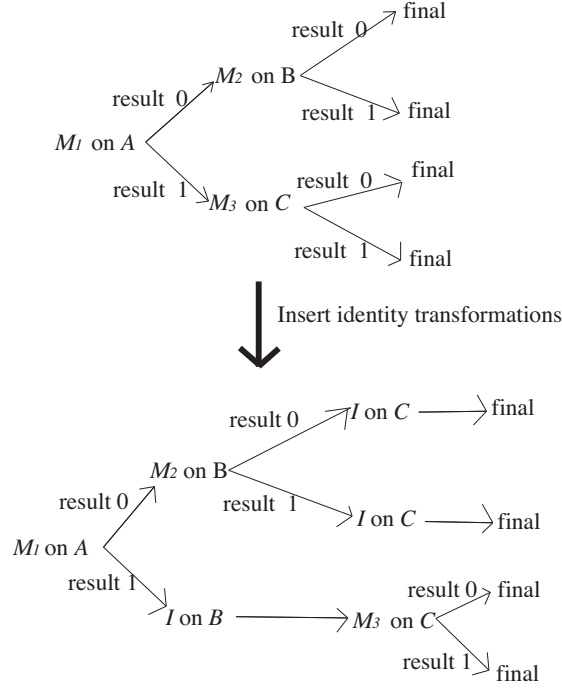 final
result 0
M₂ on B
result 0
result 1
final
M₁ on A
final
result 1
result 0
M₃ on C
result 1
final
Insert identity transformations
I on C
final
result 0
M₂ on B
result 0
result 1
I on C
final
M₁ on A
result 1
result 0
final
I on B
M₃ on C
result 1
final